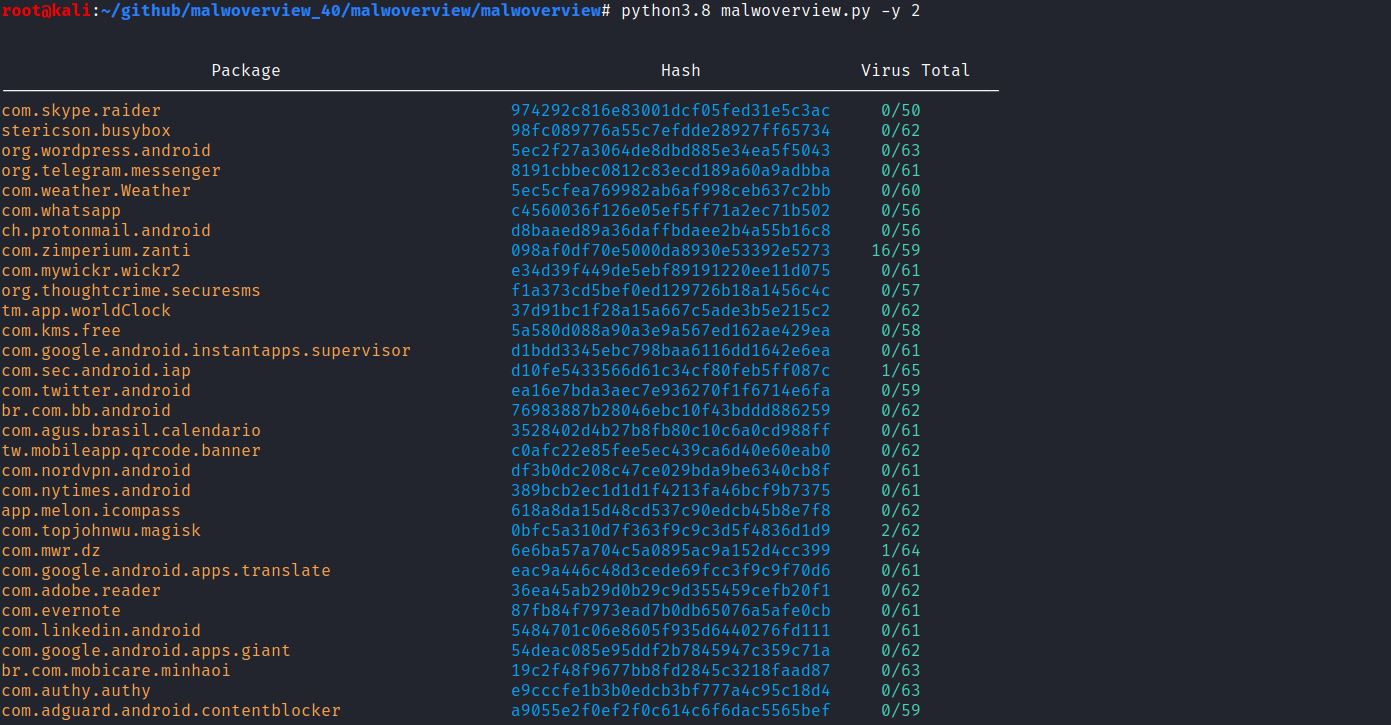 root@kali:~/github/malwoverview_40/malwoverview/malwoverview# python3.8 malwoverview.py -y 2
Package Hash Virus Total
com.skype.raider 974292c816e83001dcf05fed31e5c3ac 0/50
stericson.busybox 98fc089776a55c7efdde28927ff65734 0/62
org.wordpress.android 5ec2f27a3064de8dbd885e34ea5f5043 0/63
org.telegram.messenger 8191cbbec0812c83ecd189a60a9adbba 0/61
com.weather.Weather 5ec5cfea769982ab6af998ceb637c2bb 0/60
com.whatsapp c4560036f126e05ef5ff71a2ec71b502 0/56
ch.protonmail.android d8baaed89a36daffbdaee2b4a55b16c8 0/56
com.zimperium.zanti 098af0df70e5000da8930e53392e5273 16/59
com.mywickr.wickr2 e34d39f449de5ebf89191220ee11d075 0/61
org.thoughtcrime.securesms f1a373cd5bef0ed129726b18a1456c4c 0/57
tm.app.worldClock 37d91bc1f28a15a667c5ade3b5e215c2 0/62
com.kms.free 5a580d088a90a3e9a567ed162ae429ea 0/58
com.google.android.instantapps.supervisor d1bdd3345ebc798baa6116dd1642e6ea 0/61
com.sec.android.iap d10fe5433566d61c34cf80feb5ff087c 1/65
com.twitter.android ea16e7bda3aec7e936270f1f6714e6fa 0/59
br.com.bb.android 76983887b28046ebc10f43bddd886259 0/62
com.agus.brasil.calendario 3528402d4b27b8fb80c10c6a0cd988ff 0/61
tw.mobileapp.qrcode.banner c0afc22e85fee5ec439ca6d40e60eab0 0/62
com.nordvpn.android df3b0dc208c47ce029bda9be6340cb8f 0/61
com.nytimes.android 389bcb2ec1d1d1f4213fa46bcf9b7375 0/61
app.melon.icompass 618a8da15d48cd537c90edcb45b8e7f8 0/62
com.topjohnwu.magisk 0bfc5a310d7f363f9c9c3d5f4836d1d9 2/62
com.mwr.dz 6e6ba57a704c5a0895ac9a152d4cc399 1/64
com.google.android.apps.translate eac9a446c48d3cede69fcc3f9c9f70d6 0/61
com.adobe.reader 36ea45ab29d0b29c9d355459cefb20f1 0/62
com.evernote 87fb84f7973ead7b0db65076a5afe0cb 0/61
com.linkedin.android 5484701c06e8605f935d6440276fd111 0/61
com.google.android.apps.giant 54deac085e95ddf2b7845947c359c71a 0/62
br.com.mobicare.minhaoi 19c2f48f9677bb8fd2845c3218faad87 0/63
com.authy.authy e9cccfe1b3b0edcb3bf777a4c95c18d4 0/63
com.adguard.android.contentblocker a9055e2f0ef2f0c614c6f6dac5565bef 0/59